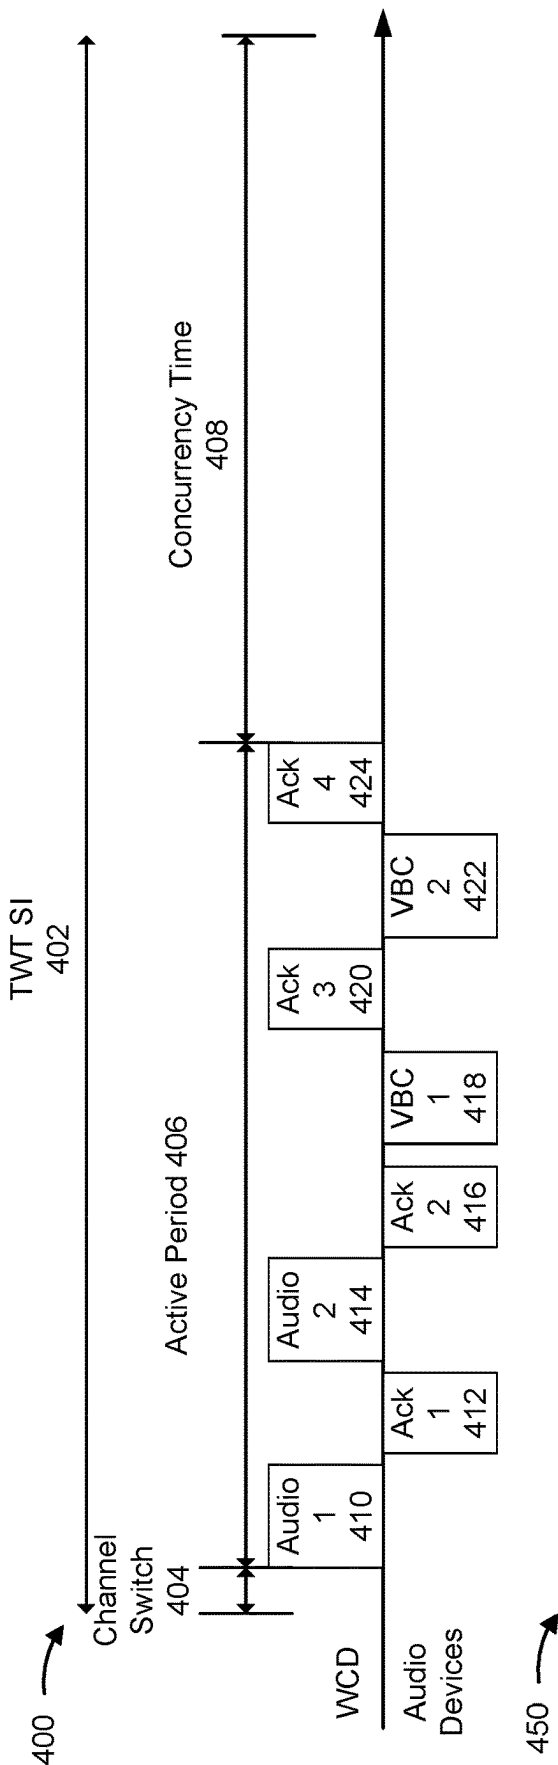 400
TWT SI
402
Channel
Switch
404
Active Period 406
Concurrency Time
408
WCD
Audio
1
410
Audio
2
414
Ack
3
420
Ack
4
424
Audio
Devices
Ack
1
412
Ack
2
416
VBC
1
418
VBC
2
422
450